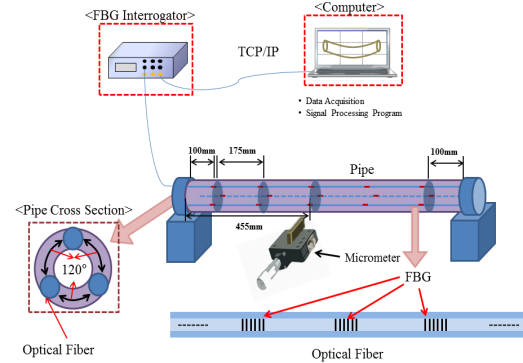 <FBG Interrogator>
<Computer>
TCP/IP
• Data Acquisition
• Signal Processing Program
100mm
175mm
100mm
Pipe
<Pipe Cross Section>
455mm
120°
Micrometer
FBG
Optical Fiber
Optical Fiber